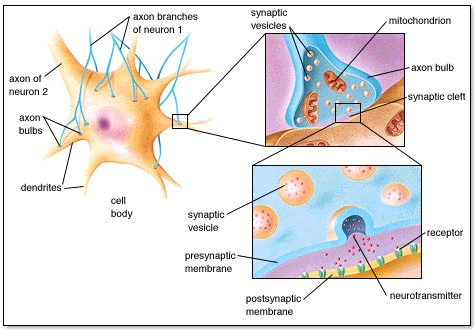 axon branches
of neuron 1
axon of
neuron 2
axon
bulbs
dendrites
cell
body
synaptic
vesicles
mitochondrion
axon bulb
synaptic cleft
synaptic
vesicle
presynaptic
membrane
postsynaptic
membrane
receptor
neurotransmitter